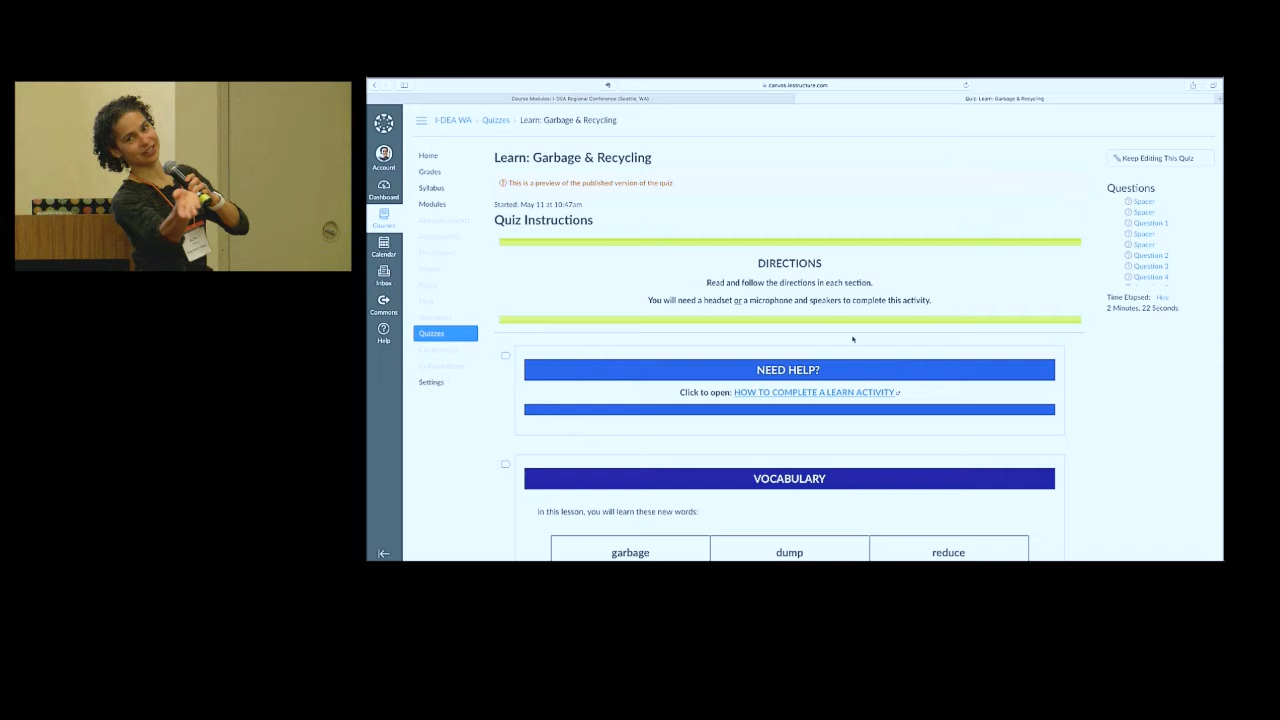 canvas.instructure.com
Course Modules: I-DEA Regional Conference (Seattle, WA)
Quiz: Learn: Garbage & Recycling
I-DEA WA › Quizzes › Learn: Garbage & Recycling
Account
Dashboard
Courses
Calendar
Inbox
Commons
Help
Home
Grades
Syllabus
Modules
Announcements
Quizzes
Conferences
Collaborations
Settings
Learn: Garbage & Recycling
This is a preview of the published version of the quiz
Started: May 11 at 10:47am
Quiz Instructions
DIRECTIONS
Read and follow the directions in each section.
You will need a headset or a microphone and speakers to complete this activity.
NEED HELP?
Click to open: HOW TO COMPLETE A LEARN ACTIVITY
VOCABULARY
In this lesson, you will learn these new words:
garbage dump reduce
Keep Editing This Quiz
Questions
Spacer
Spacer
Question 1
Spacer
Spacer
Question 2
Question 3
Question 4
Time Elapsed: Hide
2 Minutes, 22 Seconds